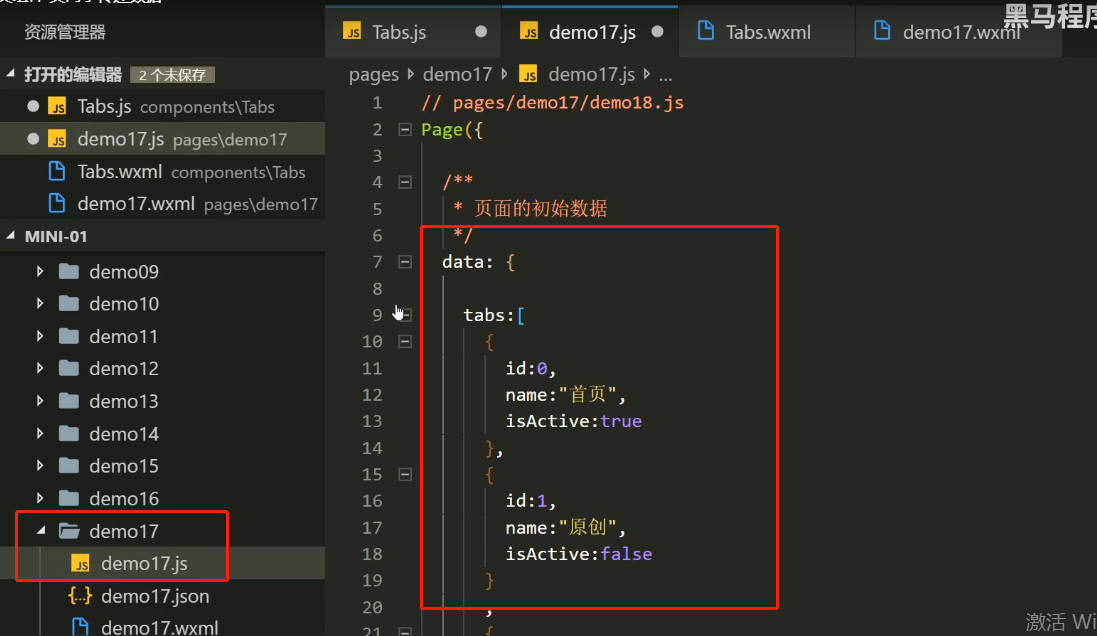 资源管理器
打开的编辑器 2 个未保存
Tabs.js components\Tabs
demo17.js pages\demo17
Tabs.wxml components\Tabs
demo17.wxml pages\demo17
MINI-01
demo09
demo10
demo11
demo12
demo13
demo14
demo15
demo16
demo17
demo17.js
demo17.json
demo17.wxml
Tabs.js
demo17.js
Tabs.wxml
demo17.wxml
黑马程序
pages demo17 demo17.js ...
1 // pages/demo17/demo18.js
2 Page({
3
4 /**
5 * 页面的初始数据
6 */
7 data: {
8
9 tabs:[
10 {
11 id:0,
12 name:"首页",
13 isActive:true
14 },
15 {
16 id:1,
17 name:"原创",
18 isActive:false
19 }
20 ,
21 {
激活 Wi